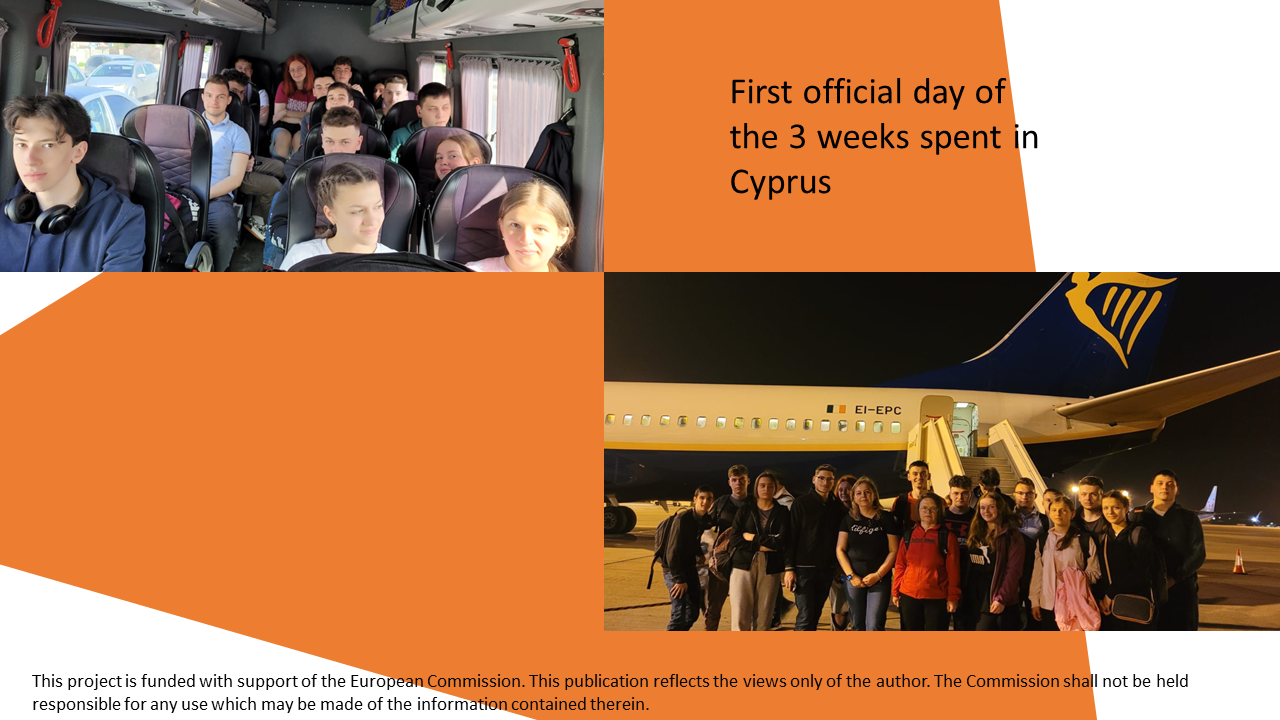 First official day of
the 3 weeks spent in
Cyprus
EI-EPC
This project is funded with support of the European Commission. This publication reflects the views only of the author. The Commission shall not be held
responsible for any use which may be made of the information contained therein.